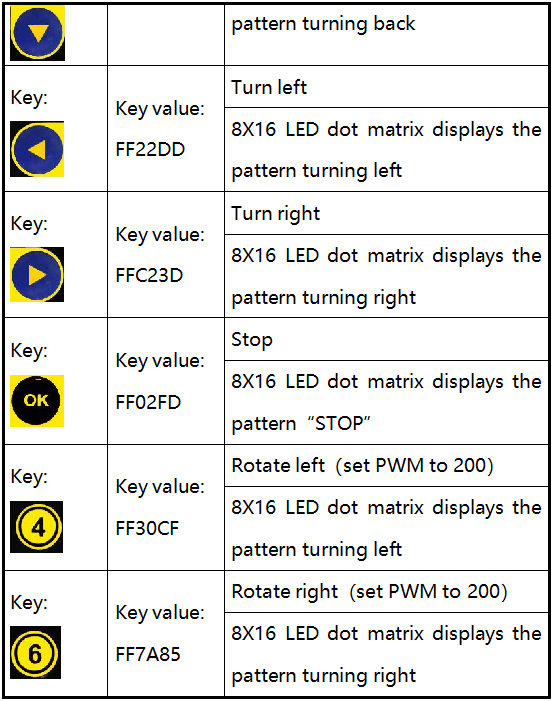 pattern turning back
Key:
Key value:
FF22DD
Turn left
8X16 LED dot matrix displays the
pattern turning left
Key:
Key value:
FFC23D
Turn right
8X16 LED dot matrix displays the
pattern turning right
Key:
OK
Key value:
FF02FD
Stop
8X16 LED dot matrix displays the
pattern “STOP”
Key:
4
Key value:
FF30CF
Rotate left (set PWM to 200)
8X16 LED dot matrix displays the
pattern turning left
Key:
6
Key value:
FF7A85
Rotate right (set PWM to 200)
8X16 LED dot matrix displays the
pattern turning right